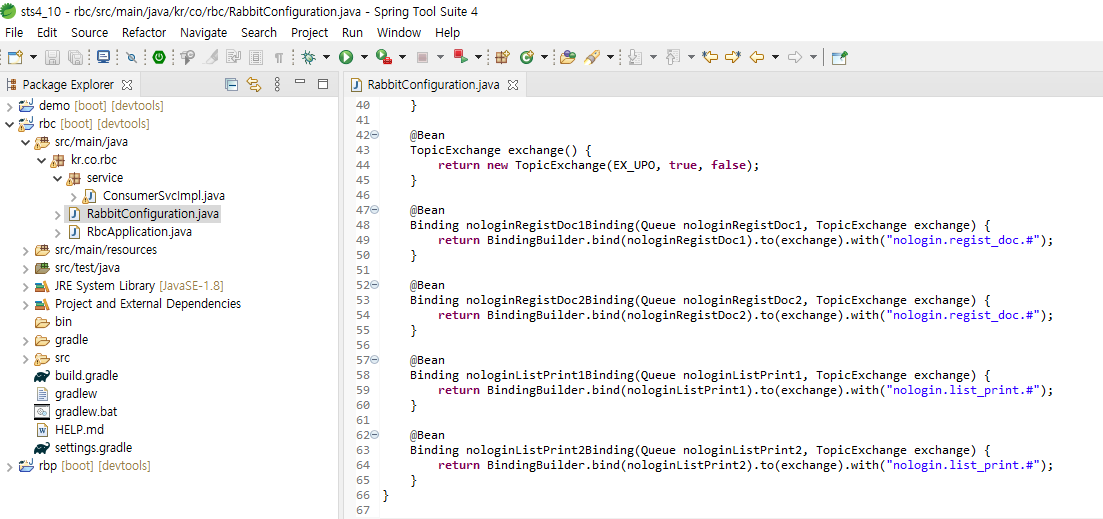 sts4_10 - rbc/src/main/java/kr/co/rbc/RabbitConfiguration.java - Spring Tool Suite 4
File Edit Source Refactor Navigate Search Project Run Window Help
Package Explorer
demo [boot] [devtools]
rbc [boot] [devtools]
src/main/java
kr.co.rbc
service
ConsumerSvcImpl.java
RabbitConfiguration.java
RbcApplication.java
src/main/resources
src/test/java
JRE System Library [JavaSE-1.8]
Project and External Dependencies
bin
gradle
src
build.gradle
gradlew
gradlew.bat
HELP.md
settings.gradle
rbp [boot] [devtools]
RabbitConfiguration.java
40     }
41
42     @Bean
43     TopicExchange exchange() {
44         return new TopicExchange(EX_UPO, true, false);
45     }
46
47     @Bean
48     Binding nologinRegistDoc1Binding(Queue nologinRegistDoc1, TopicExchange exchange) {
49         return BindingBuilder.bind(nologinRegistDoc1).to(exchange).with("nologin.regist_doc.#");
50     }
51
52     @Bean
53     Binding nologinRegistDoc2Binding(Queue nologinRegistDoc2, TopicExchange exchange) {
54         return BindingBuilder.bind(nologinRegistDoc2).to(exchange).with("nologin.regist_doc.#");
55     }
56
57     @Bean
58     Binding nologinListPrint1Binding(Queue nologinListPrint1, TopicExchange exchange) {
59         return BindingBuilder.bind(nologinListPrint1).to(exchange).with("nologin.list_print.#");
60     }
61
62     @Bean
63     Binding nologinListPrint2Binding(Queue nologinListPrint2, TopicExchange exchange) {
64         return BindingBuilder.bind(nologinListPrint2).to(exchange).with("nologin.list_print.#");
65     }
66 }
67